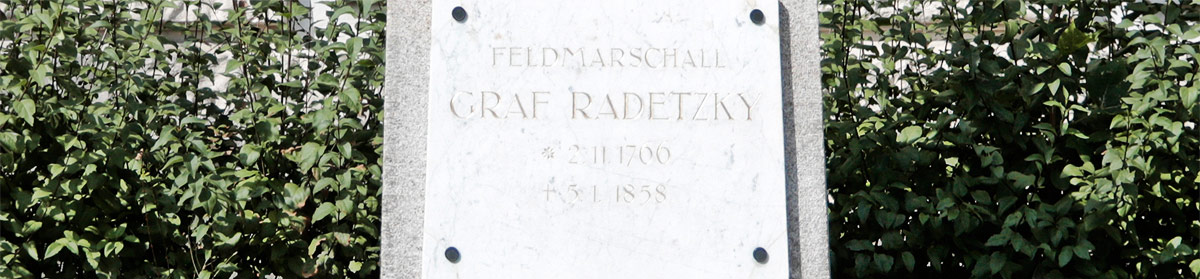 FELDMARSCHALL
GRAF RADETZKY
* 2.11.1766
† 5.1.1858